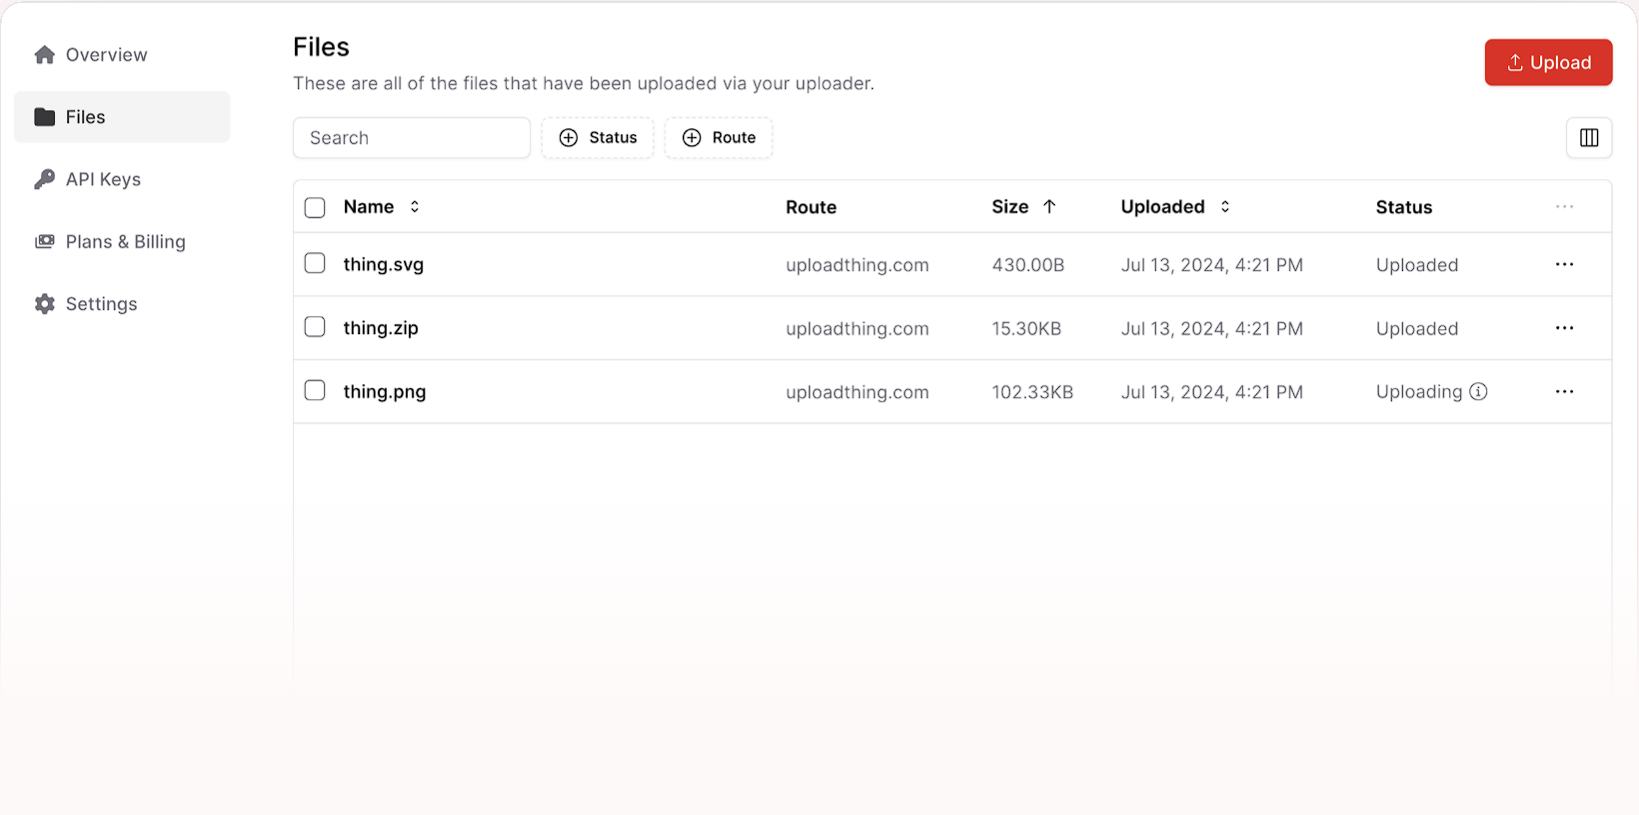 Overview
Files
API Keys
Plans & Billing
Settings
Files
These are all of the files that have been uploaded via your uploader.
Upload
Search
Status
Route
Name Route Size Uploaded Status
thing.svg uploadthing.com 430.00B Jul 13, 2024, 4:21 PM Uploaded
thing.zip uploadthing.com 15.30KB Jul 13, 2024, 4:21 PM Uploaded
thing.png uploadthing.com 102.33KB Jul 13, 2024, 4:21 PM Uploading